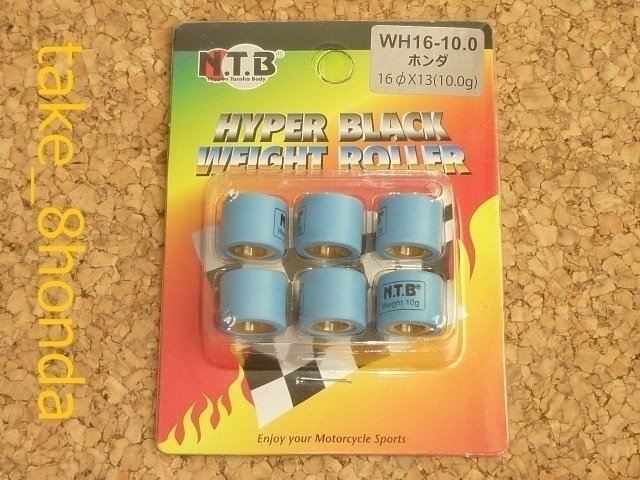 take_8honda
N.T.B®
Nippon Tansha Body
WH16-10.0
ホンダ
16φX13(10.0g)
HYPER BLACK
WEIGHT ROLLER
N.T.B®
Weight 10g
Enjoy your Motorcycle Sports